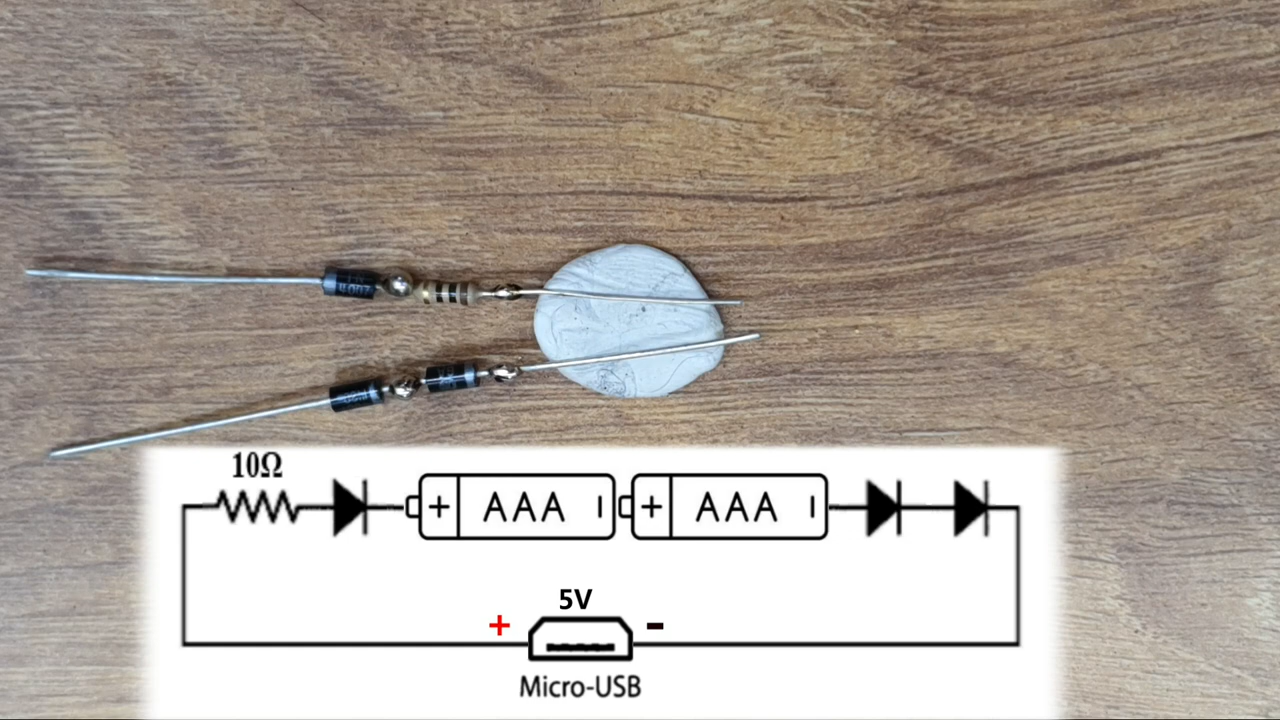 10Ω
+ AAA ı + AAA ı
5V
+ -
Micro-USB